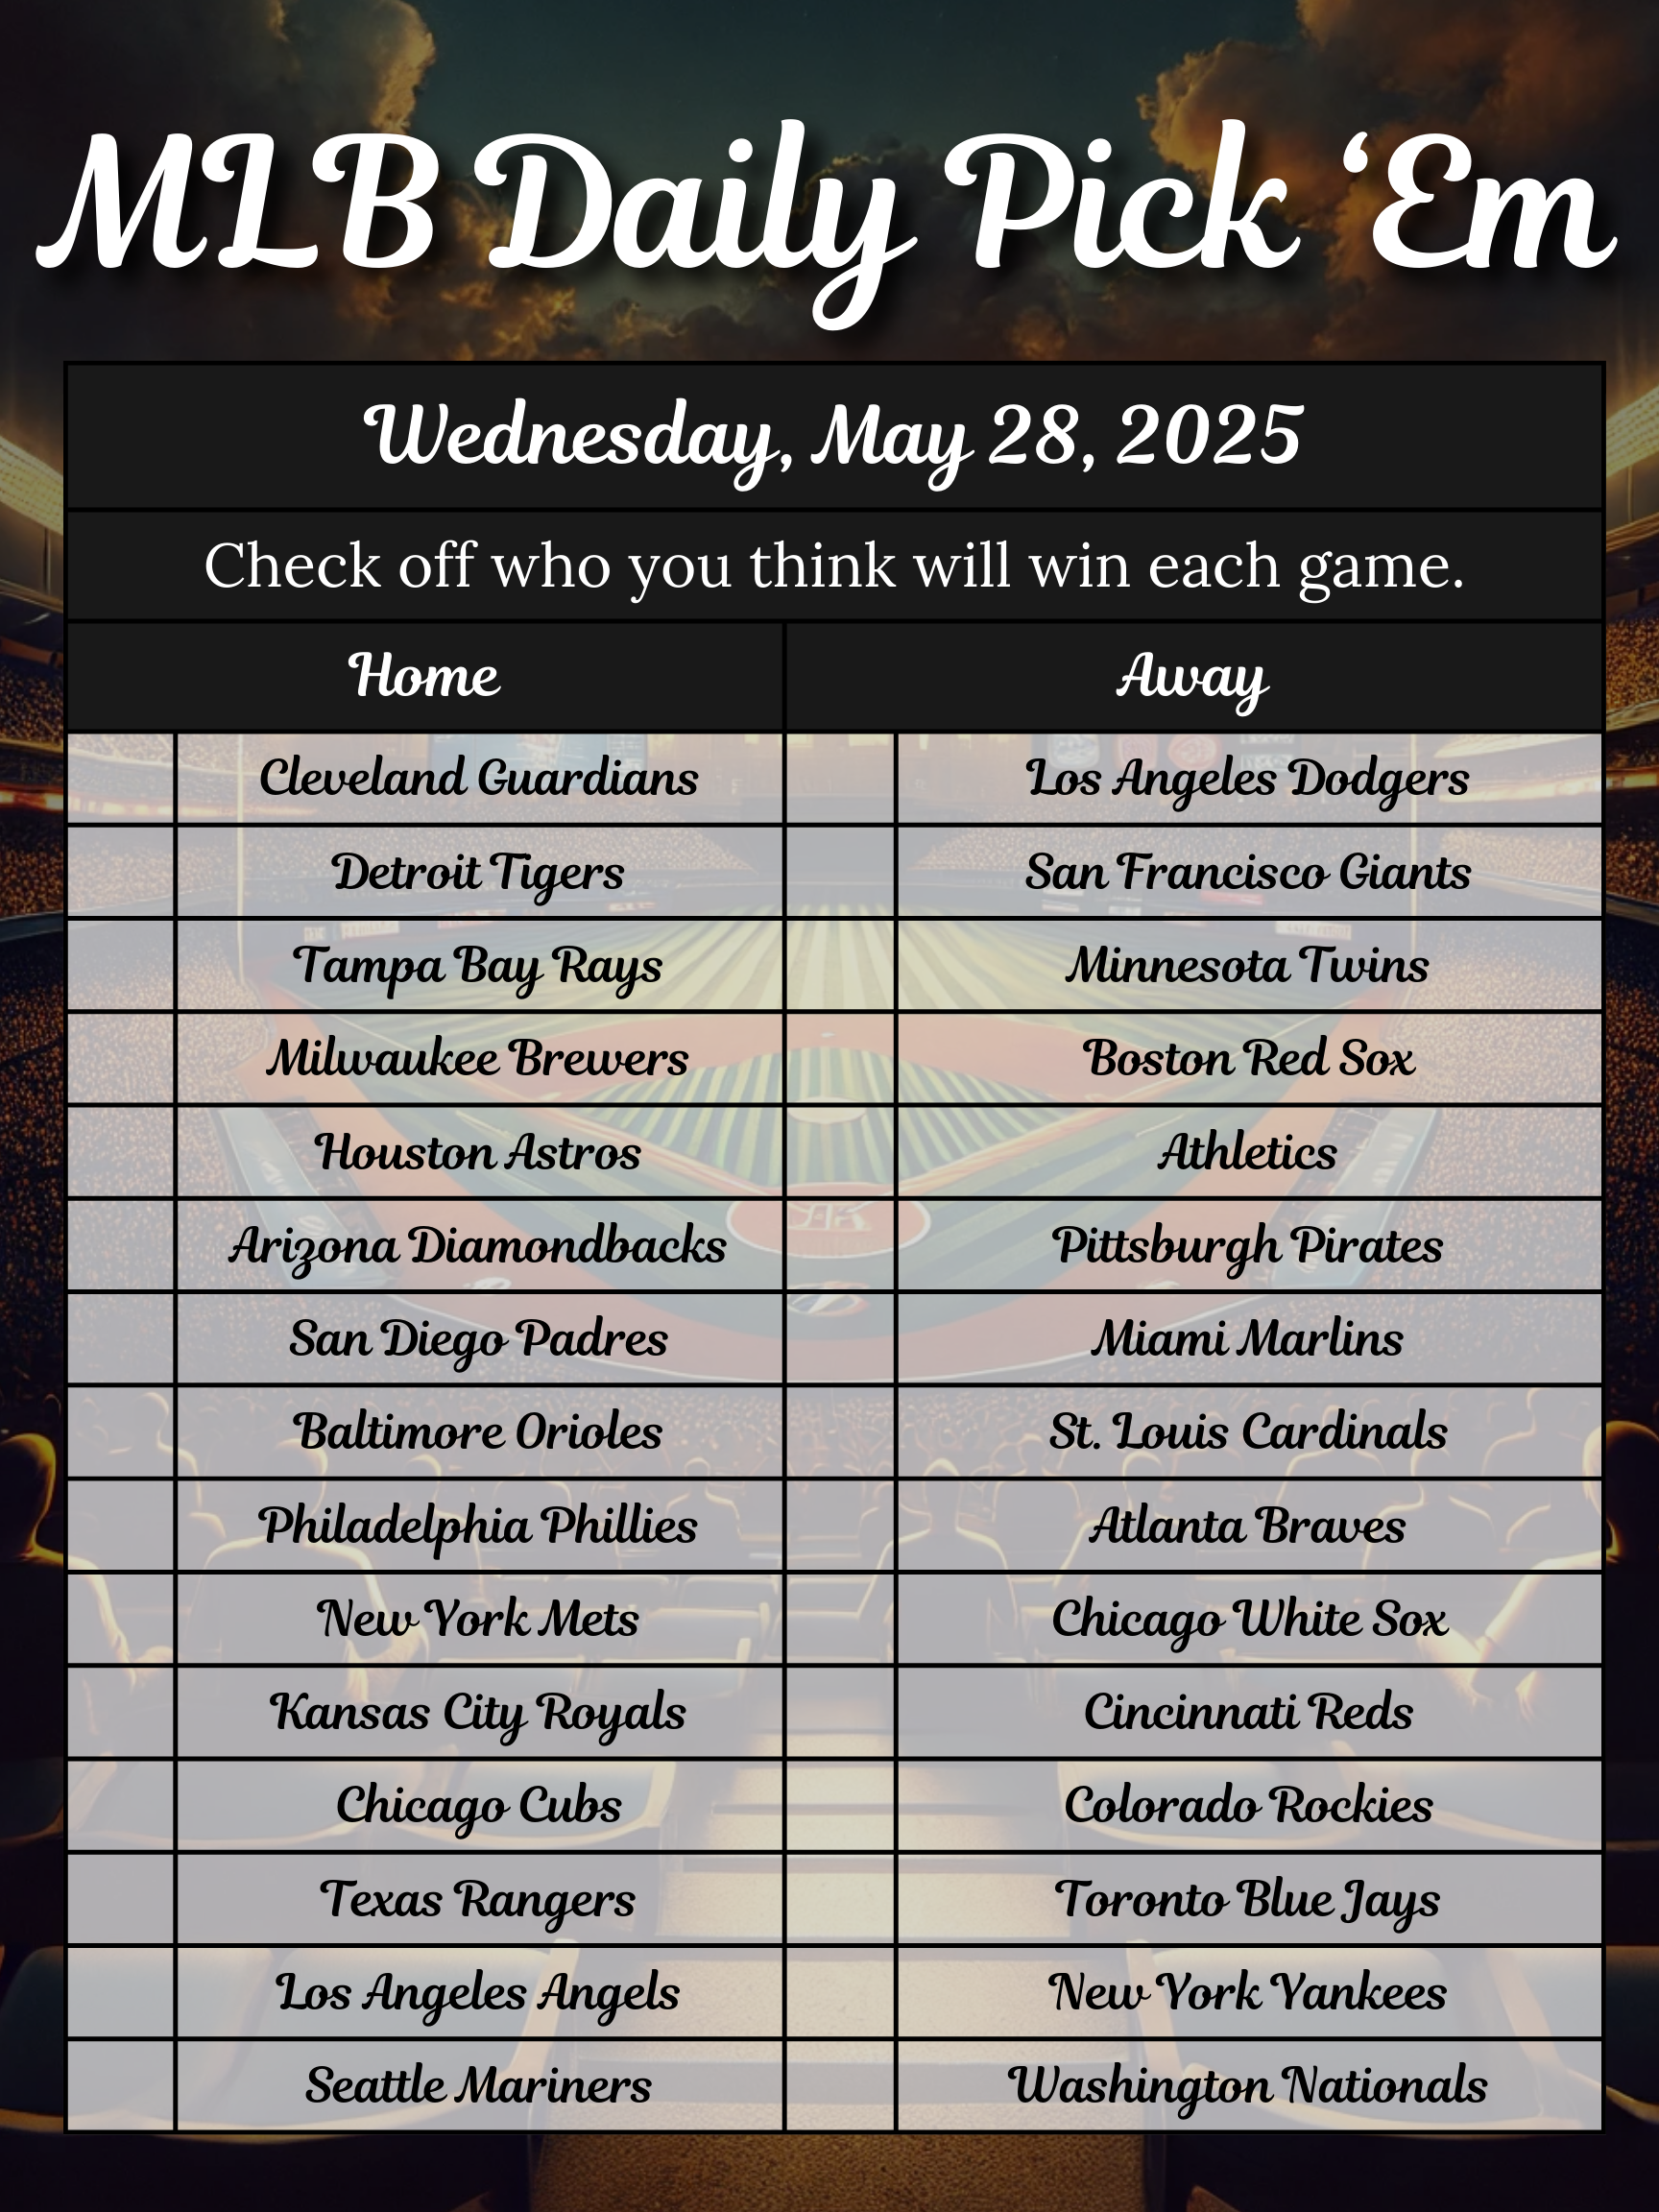 MLB Daily Pick ‘Em
Wednesday, May 28, 2025
Check off who you think will win each game.
Home Away
Cleveland Guardians Los Angeles Dodgers
Detroit Tigers San Francisco Giants
Tampa Bay Rays Minnesota Twins
Milwaukee Brewers Boston Red Sox
Houston Astros Athletics
Arizona Diamondbacks Pittsburgh Pirates
San Diego Padres Miami Marlins
Baltimore Orioles St. Louis Cardinals
Philadelphia Phillies Atlanta Braves
New York Mets Chicago White Sox
Kansas City Royals Cincinnati Reds
Chicago Cubs Colorado Rockies
Texas Rangers Toronto Blue Jays
Los Angeles Angels New York Yankees
Seattle Mariners Washington Nationals